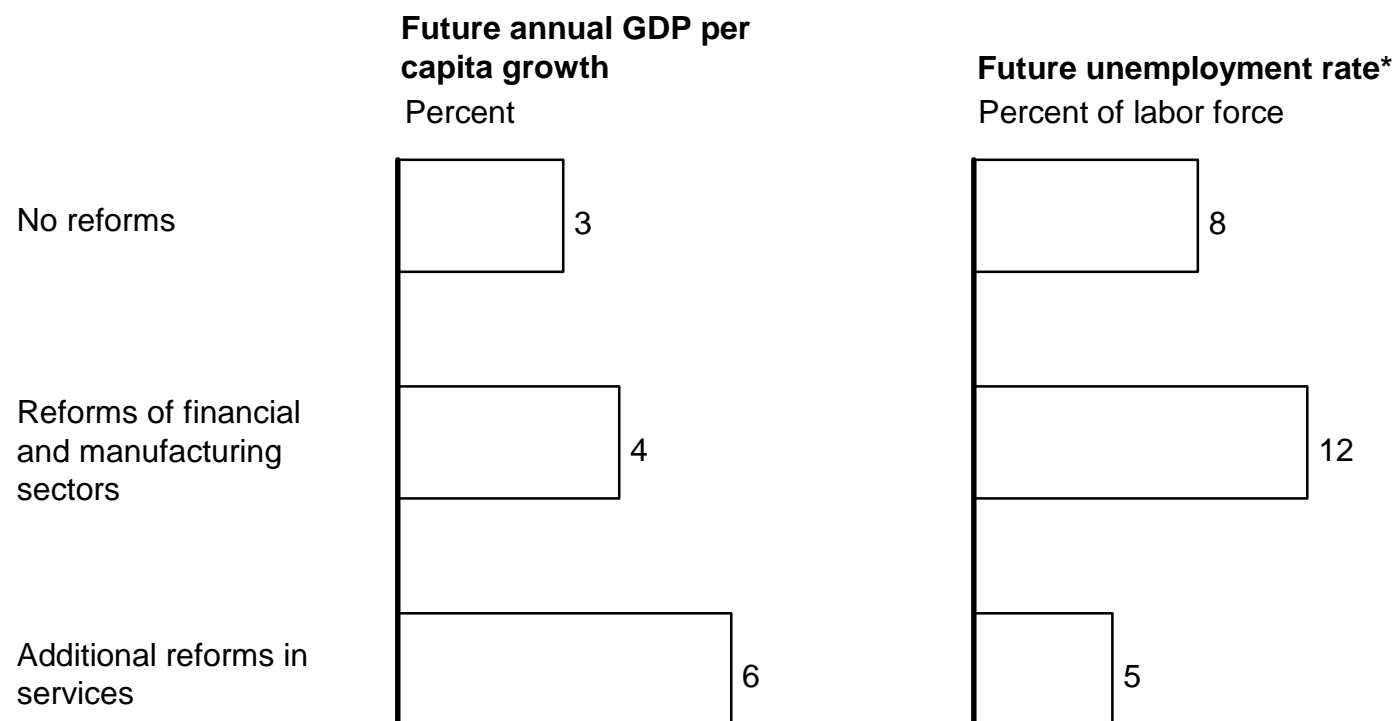 Future annual GDP per
capita growth
Percent
Future unemployment rate*
Percent of labor force
No reforms
3
8
Reforms of financial
and manufacturing
sectors
4
12
Additional reforms in
services
6
5